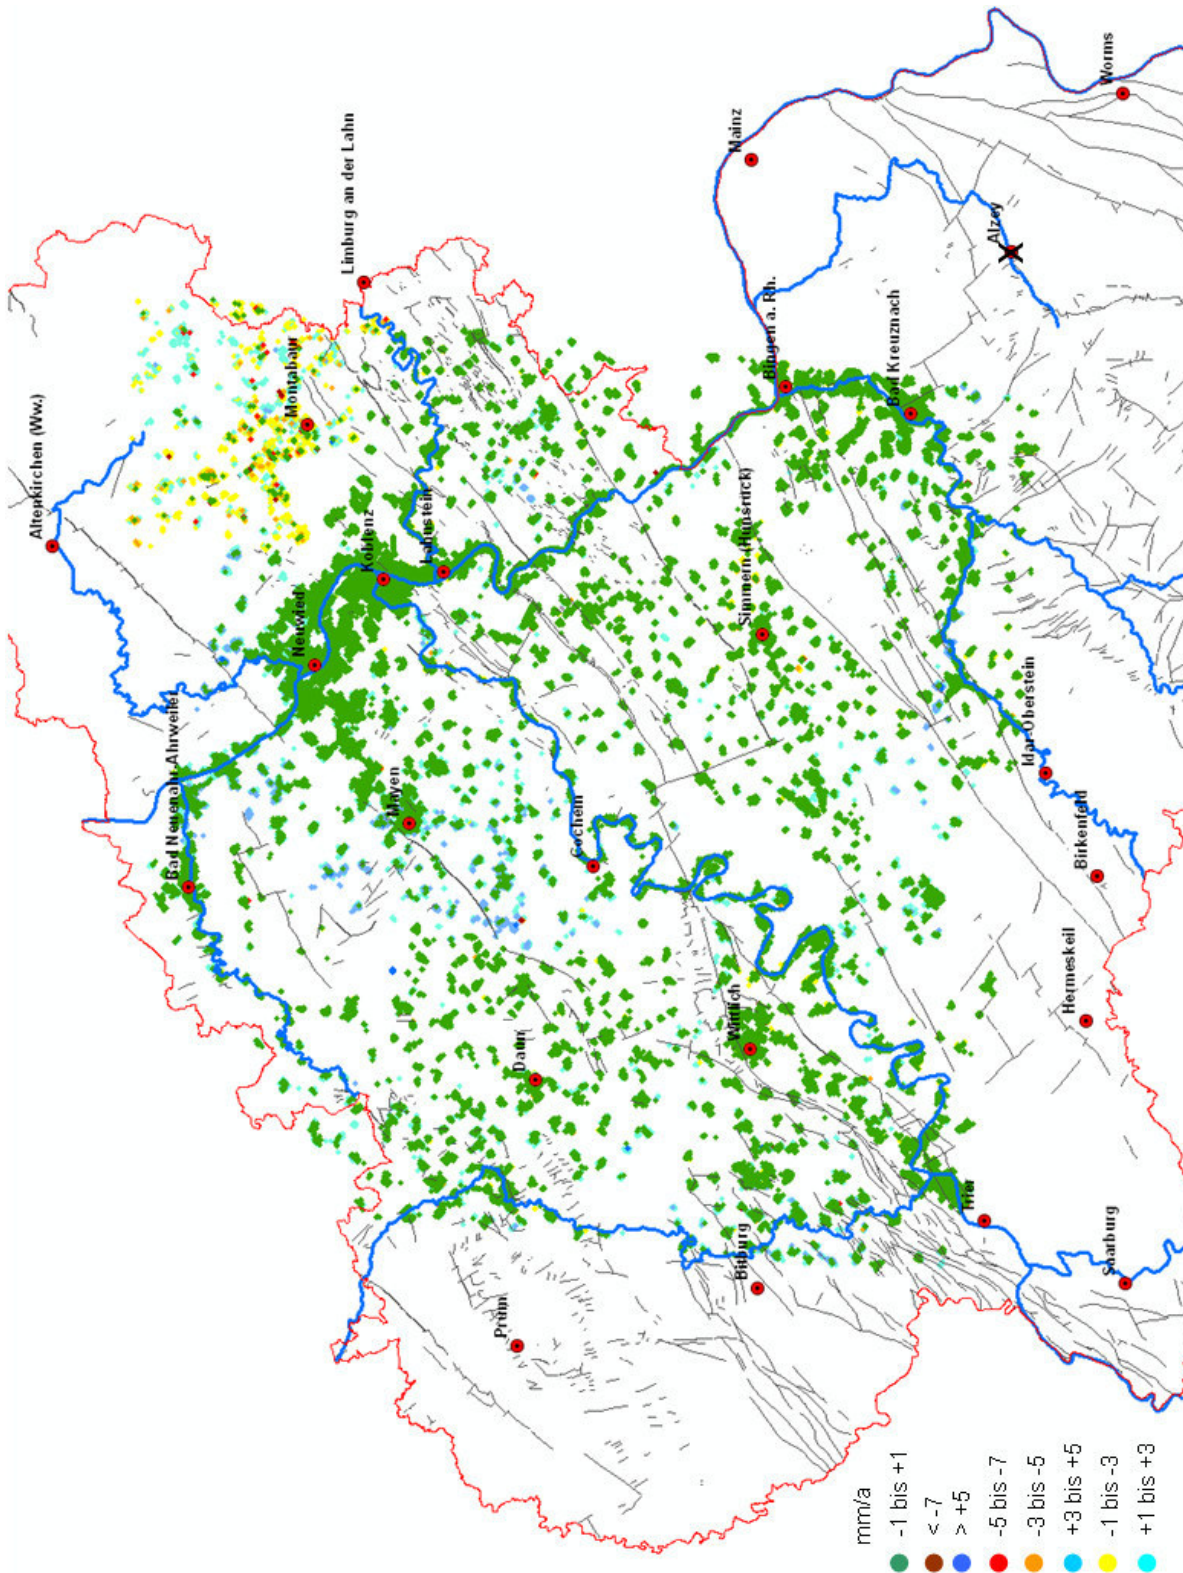 Altenkirchen (Ww.)
Limburg an der Lahn
Montabaur
Koblenz
Lahnstein
Neuwied
Bad Neuenahr-Ahrweiler
Mayen
Cochem
Daun
Prüm
Mainz
Worms
Alzey
Bingen a. Rh.
Bad Kreuznach
Simmern (Hunsrück)
Idar-Oberstein
Birkenfeld
Hermeskeil
Wittlich
Bitburg
Trier
Saarburg
mm/a
-1 bis +1
< -7
> +5
-5 bis -7
-3 bis -5
+3 bis +5
-1 bis -3
+1 bis +3